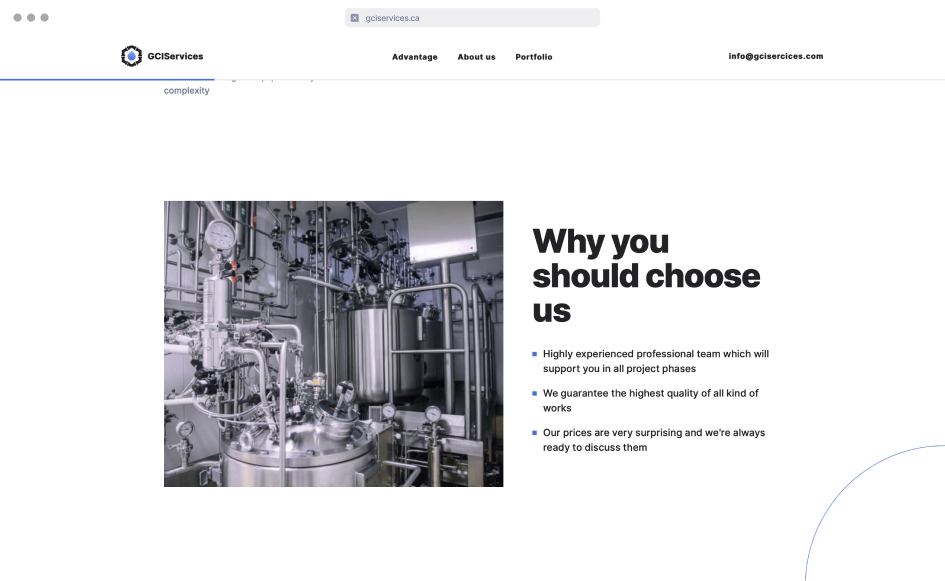 gciservices.ca
GCIServices
Advantage
About us
Portfolio
info@gcisercices.com
complexity
Why you
should choose
us
Highly experienced professional team which will
support you in all project phases
We guarantee the highest quality of all kind of
works
Our prices are very surprising and we're always
ready to discuss them